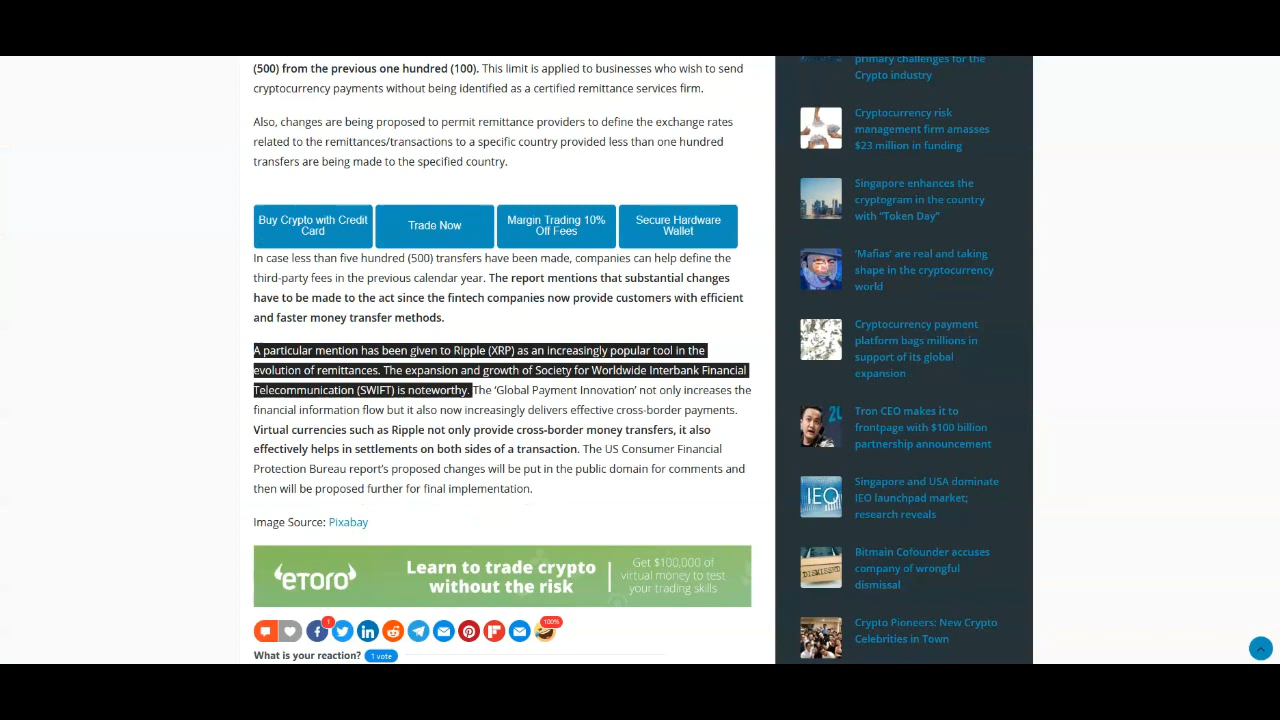 (500) from the previous one hundred (100). This limit is applied to businesses who wish to send
cryptocurrency payments without being identified as a certified remittance services firm.
Also, changes are being proposed to permit remittance providers to define the exchange rates
related to the remittances/transactions to a specific country provided less than one hundred
transfers are being made to the specified country.
Buy Crypto with Credit
Card
Trade Now
Margin Trading 10%
Off Fees
Secure Hardware
Wallet
In case less than five hundred (500) transfers have been made, companies can help define the
third-party fees in the previous calendar year. The report mentions that substantial changes
have to be made to the act since the fintech companies now provide customers with efficient
and faster money transfer methods.
A particular mention has been given to Ripple (XRP) as an increasingly popular tool in the
evolution of remittances. The expansion and growth of Society for Worldwide Interbank Financial
Telecommunication (SWIFT) is noteworthy. The ‘Global Payment Innovation’ not only increases the
financial information flow but it also now increasingly delivers effective cross-border payments.
Virtual currencies such as Ripple not only provide cross-border money transfers, it also
effectively helps in settlements on both sides of a transaction. The US Consumer Financial
Protection Bureau report’s proposed changes will be put in the public domain for comments and
then will be proposed further for final implementation.
Image Source: Pixabay
eToro
Learn to trade crypto
without the risk
Get $100,000 of
virtual money to test
your trading skills
1
100%
What is your reaction? 1 vote
primary challenges for the
Crypto industry
Cryptocurrency risk
management firm amasses
$23 million in funding
Singapore enhances the
cryptogram in the country
with “Token Day”
‘Mafias’ are real and taking
shape in the cryptocurrency
world
Cryptocurrency payment
platform bags millions in
support of its global
expansion
Tron CEO makes it to
frontpage with $100 billion
partnership announcement
IEO
Singapore and USA dominate
IEO launchpad market;
research reveals
DISMISSED
Bitmain Cofounder accuses
company of wrongful
dismissal
Crypto Pioneers: New Crypto
Celebrities in Town